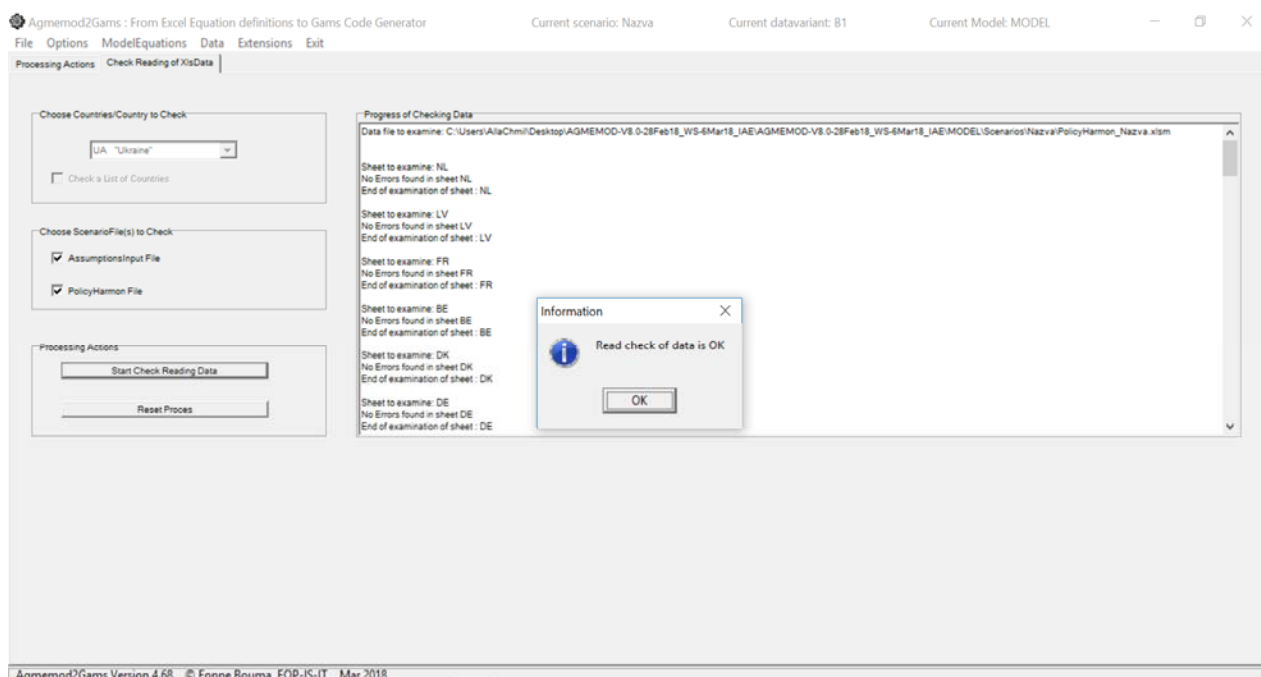 Agmemod2Gams : From Excel Equation definitions to Gams Code Generator Current scenario: Nazva Current datavariant: B1 Current Model: MODEL
File Options ModelEquations Data Extensions Exit
Processing Actions Check Reading of XlsData
Choose Countries/Country to Check
UA "Ukraine"
Check a List of Countries
Choose ScenarioFile(s) to Check
AssumptionsInput File
PolicyHarmon File
Processing Actions
Start Check Reading Data
Reset Proces
Progress of Checking Data
Data file to examine: C:\Users\AllaChmil\Desktop\AGMEMOD-V8.0-28Feb18_WS-6Mar18_IAE\AGMEMOD-V8.0-28Feb18_WS-6Mar18_IAE\MODEL\Scenarios\Nazva\PolicyHarmon_Nazva.xlsm
Sheet to examine: NL
No Errors found in sheet NL
End of examination of sheet : NL
Sheet to examine: LV
No Errors found in sheet LV
End of examination of sheet : LV
Sheet to examine: FR
No Errors found in sheet FR
End of examination of sheet : FR
Sheet to examine: BE
No Errors found in sheet BE
End of examination of sheet : BE
Sheet to examine: DK
No Errors found in sheet DK
End of examination of sheet : DK
Sheet to examine: DE
No Errors found in sheet DE
End of examination of sheet : DE
Information
Read check of data is OK
OK
Agmemod2Gams Version 4.68 © Foppe Bouma, FOP-IS-IT Mar 2018